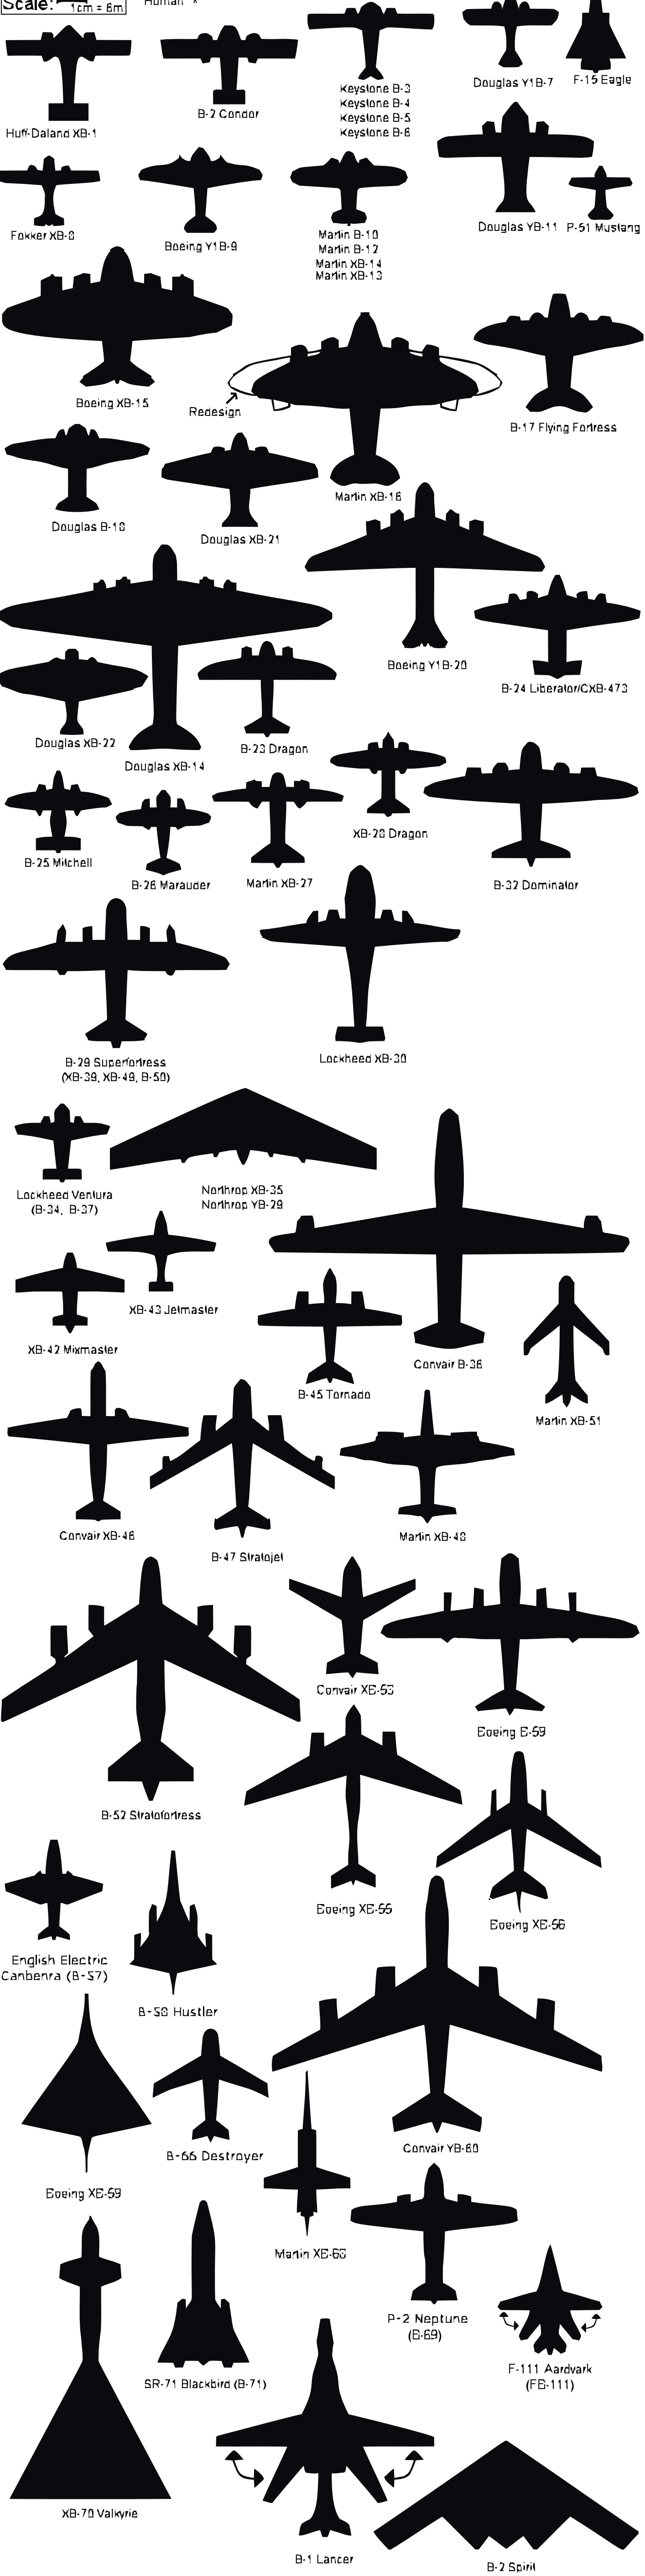 Scale:
1cm = 6m
Human
Huff-Daland XB-1
B-2 Condor
Keystone B-3
Keystone B-4
Keystone B-5
Keystone B-6
Douglas Y1B-7
F-15 Eagle
Fokker XB-8
Boeing Y1B-9
Martin B-10
Martin B-12
Martin XB-14
Martin XB-13
Douglas YB-11
P-51 Mustang
Boeing XB-15
Redesign
Martin XB-16
B-17 Flying Fortress
Douglas B-18
Douglas XB-21
Boeing Y1B-20
B-24 Liberator/CXB-473
Douglas XB-22
Douglas XB-14
B-23 Dragon
XB-28 Dragon
B-25 Mitchell
B-26 Marauder
Martin XB-27
B-32 Dominator
B-29 Superfortress
(XB-39, XB-49, B-50)
Lockheed XB-30
Lockheed Ventura
(B-34, B-37)
Northrop XB-35
Northrop YB-29
XB-43 Jetmaster
XB-42 Mixmaster
Convair B-36
B-45 Tornado
Martin XB-51
Convair XB-46
B-47 Stratojet
Martin XB-48
Convair XB-53
Boeing B-59
B-52 Stratofortress
Boeing XB-55
Boeing XB-56
English Electric
Canberra (B-57)
B-58 Hustler
Boeing XB-59
B-66 Destroyer
Convair YB-60
Martin XB-68
P-2 Neptune
(B-69)
SR-71 Blackbird (B-71)
F-111 Aardvark
(FB-111)
XB-70 Valkyrie
B-1 Lancer
B-2 Spirit